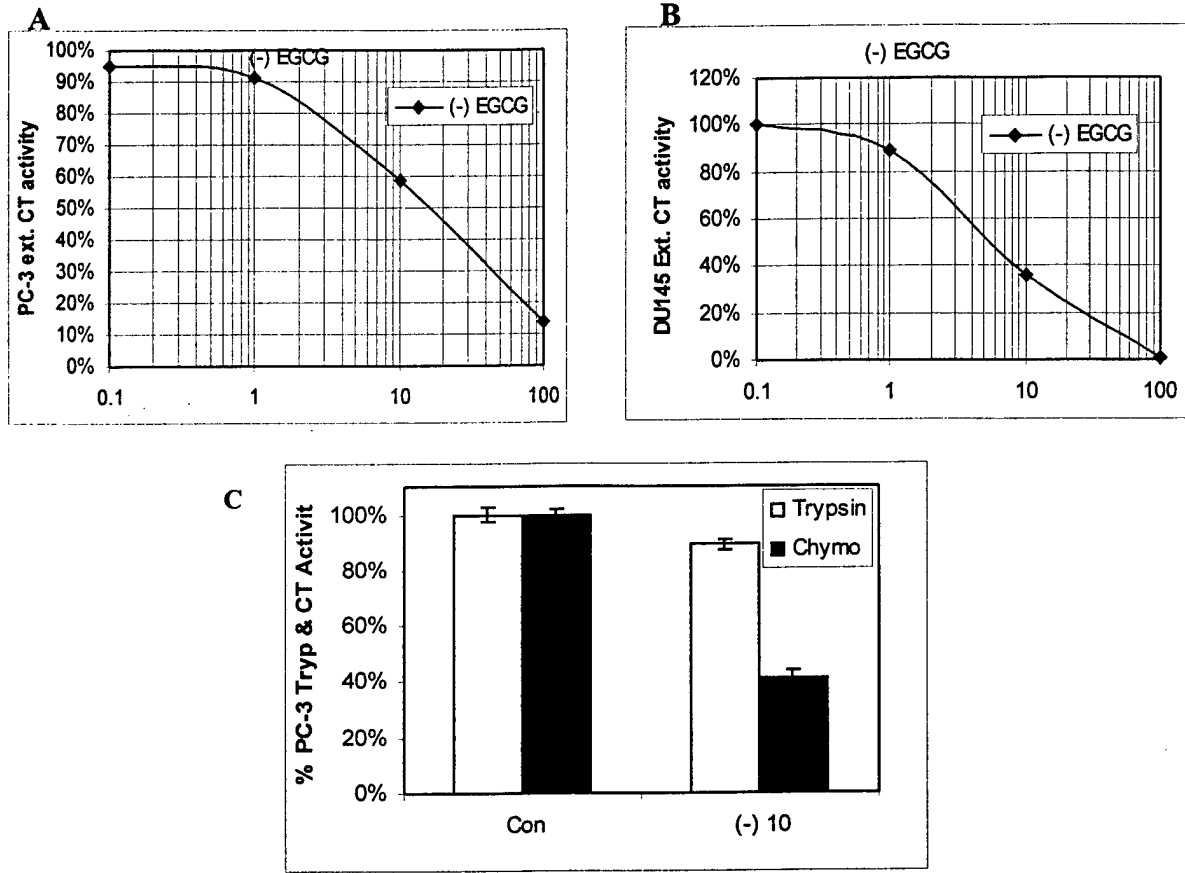 A
(-) EGCG
PC-3 ext. CT activity
100%
90%
80%
70%
60%
50%
40%
30%
20%
10%
0%
(-) EGCG
0.1 1 10 100
B
(-) EGCG
DU145 Ext. CT activity
120%
100%
80%
60%
40%
20%
0%
(-) EGCG
0.1 1 10 100
C
% PC-3 Tryp & CT Activit
100%
80%
60%
40%
20%
0%
Trypsin
Chymo
Con (-) 10